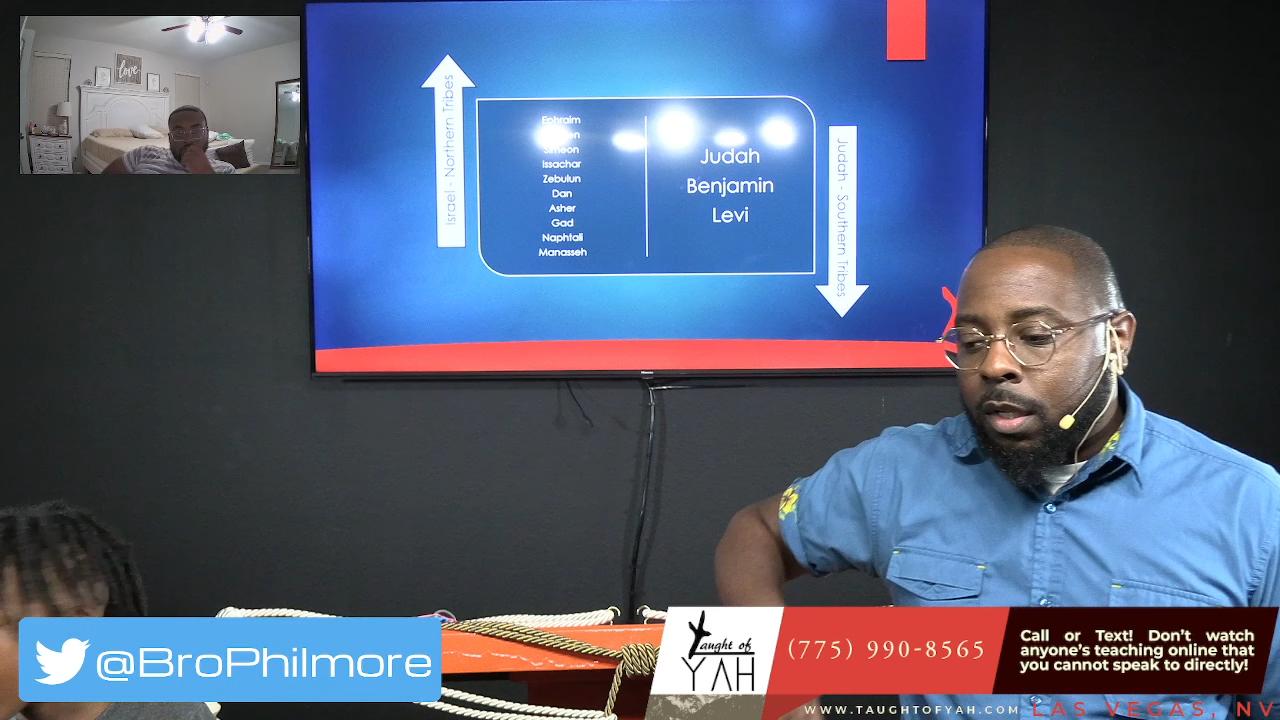 love
Israel - Northern Tribes
Ephraim
Simeon
Issachar
Zebulun
Dan
Asher
Gad
Naphtali
Manasseh
Judah
Benjamin
Levi
Judah - Southern Tribes
Hisense
@BroPhilmore
Taught of
YAH
(775) 990-8565
Call or Text! Don't watch
anyone's teaching online that
you cannot speak to directly!
WWW.TAUGHTOFYAH.COM
LAS VEGAS, NV